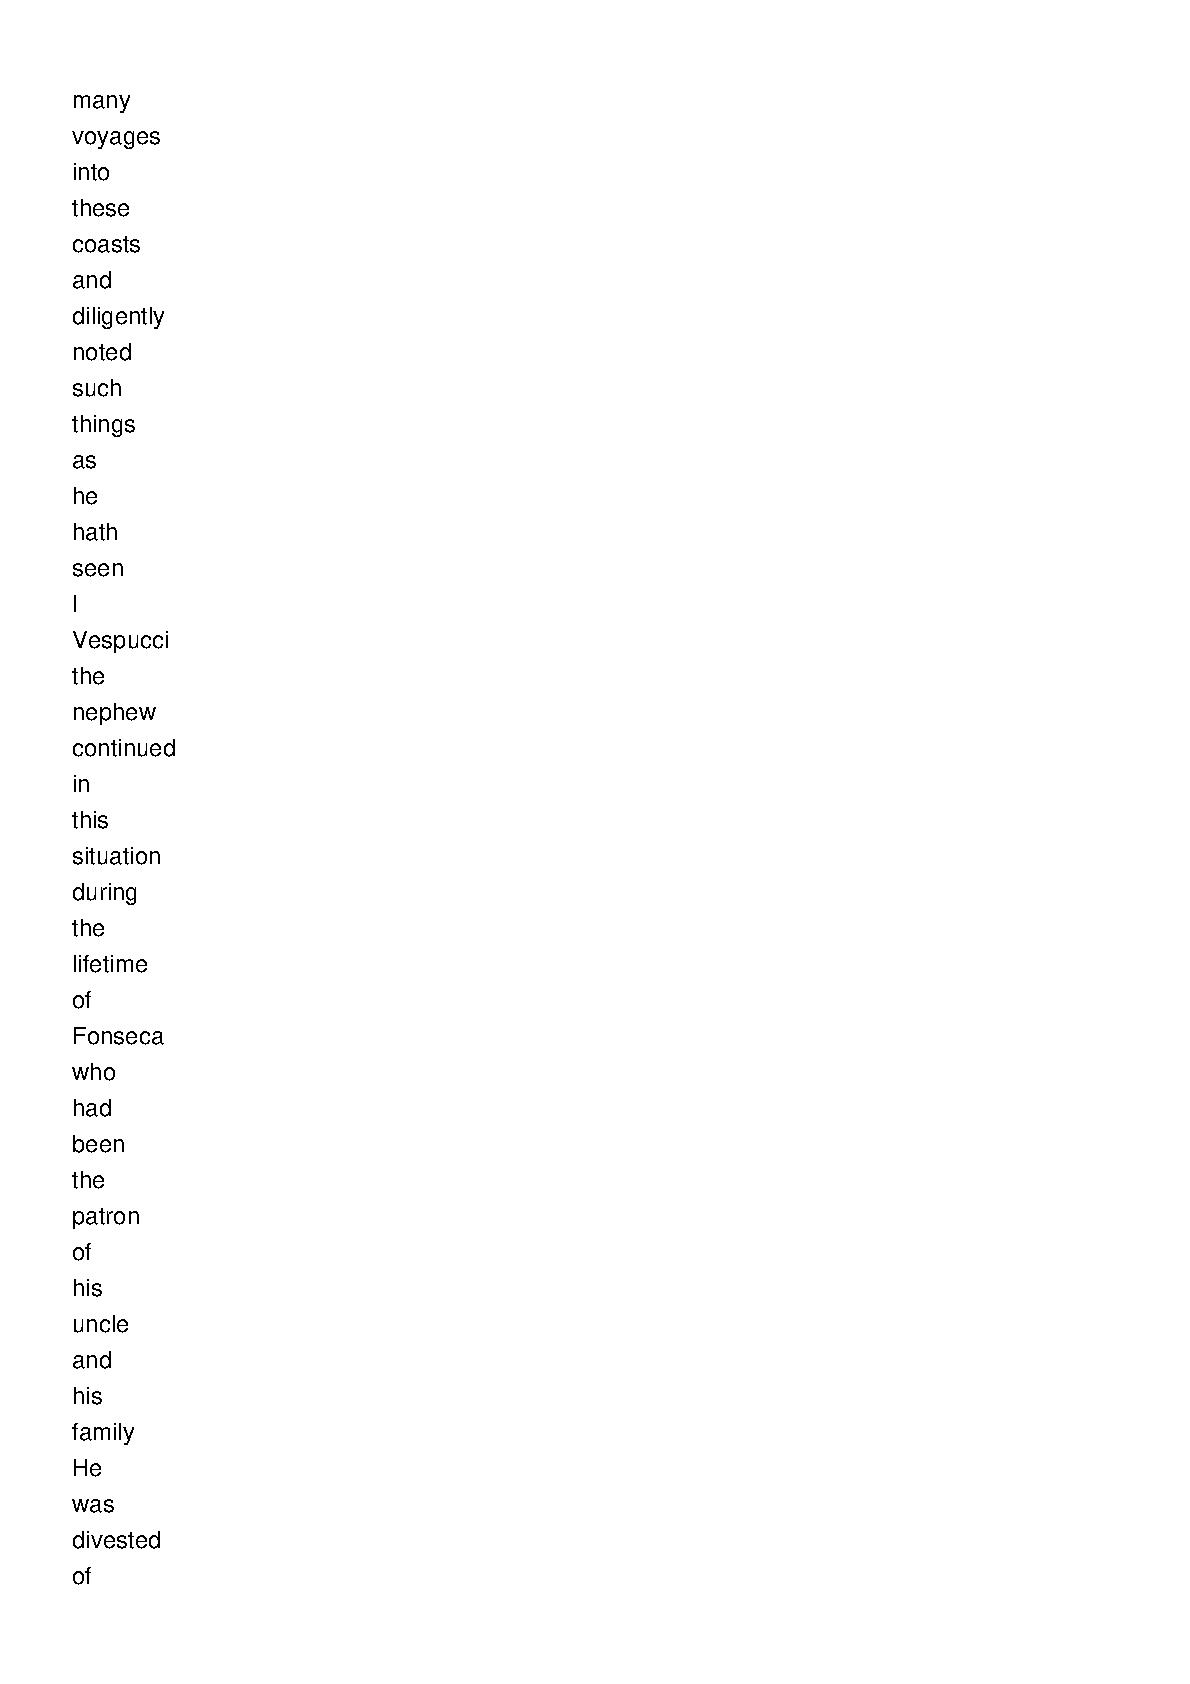 many
voyages
into
these
coasts
and
diligently
noted
such
things
as
he
hath
seen
I
Vespucci
the
nephew
continued
in
this
situation
during
the
lifetime
of
Fonseca
who
had
been
the
patron
of
his
uncle
and
his
family
He
was
divested
of